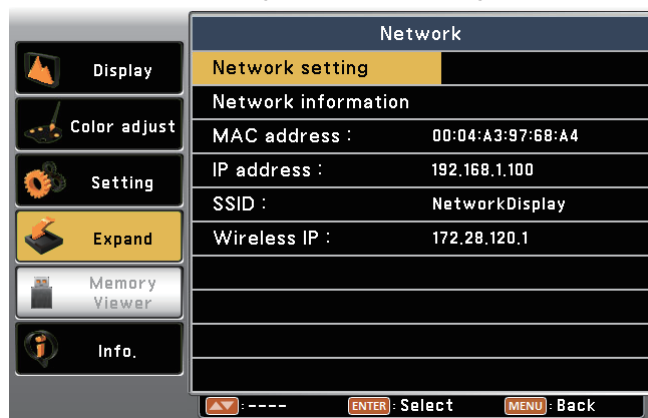 Network
Display
Color adjust
Setting
Expand
Memory
Viewer
Info.
Network setting
Network information
MAC address : 00:04:A3:97:68:A4
IP address : 192.168.1.100
SSID : NetworkDisplay
Wireless IP : 172.28.120.1
▲▼:---- ENTER:Select MENU:Back